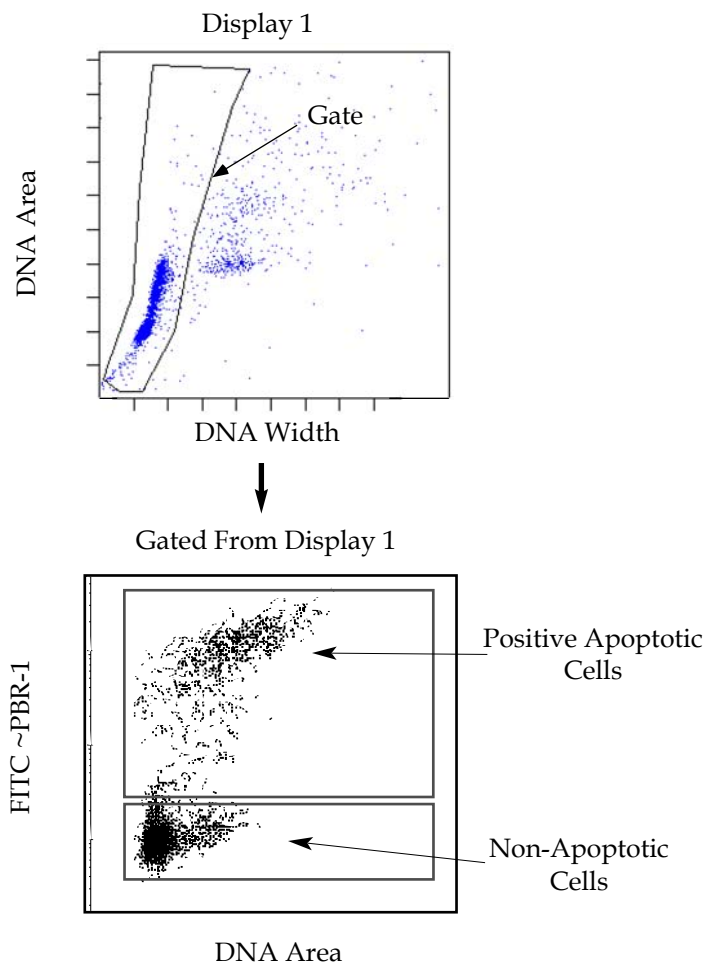 Display 1
Gate
DNA Area
DNA Width
Gated From Display 1
Positive Apoptotic
Cells
FITC ~PBR-1
Non-Apoptotic
Cells
DNA Area